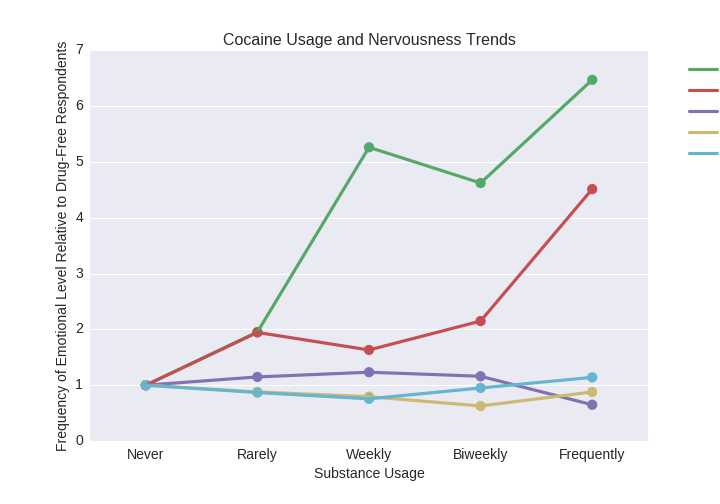 Cocaine Usage and Nervousness Trends
Frequency of Emotional Level Relative to Drug-Free Respondents
7
6
5
4
3
2
1
0
Never Rarely Weekly Biweekly Frequently
Substance Usage